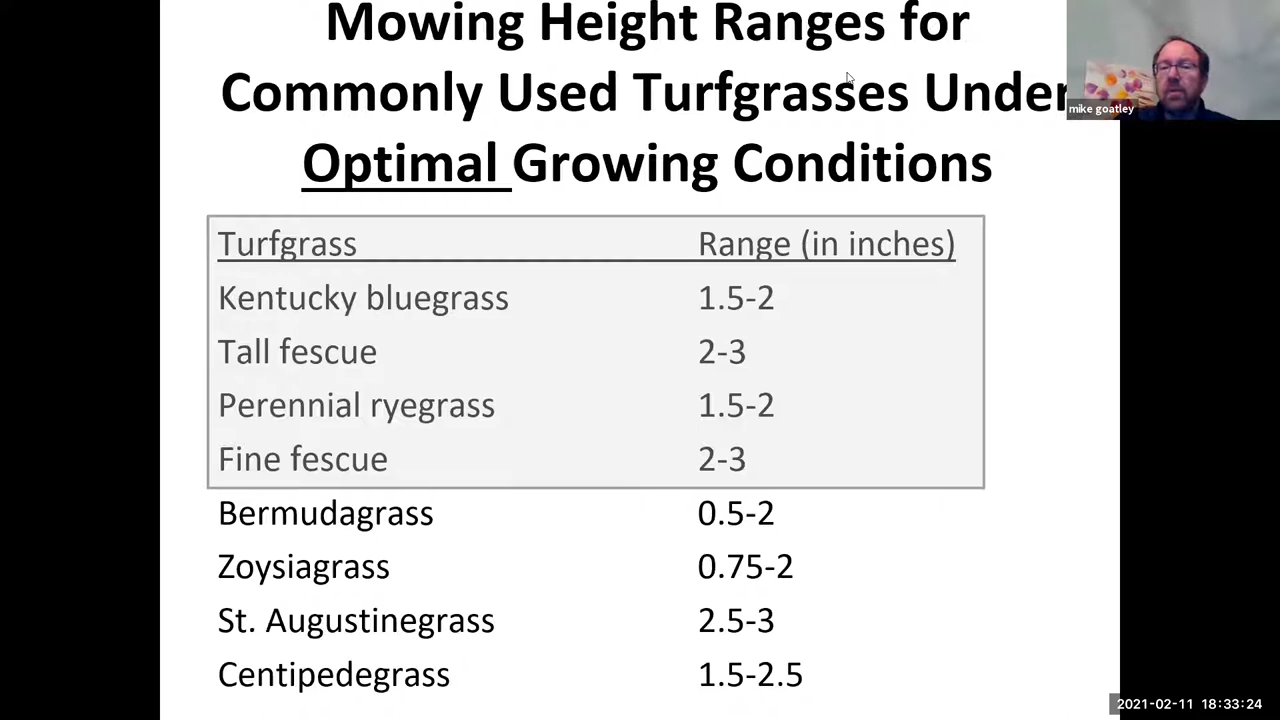 Mowing Height Ranges for
Commonly Used Turfgrasses Under
Optimal Growing Conditions
mike goatley
Turfgrass Range (in inches)
Kentucky bluegrass 1.5-2
Tall fescue 2-3
Perennial ryegrass 1.5-2
Fine fescue 2-3
Bermudagrass 0.5-2
Zoysiagrass 0.75-2
St. Augustinegrass 2.5-3
Centipedegrass 1.5-2.5
2021-02-11 18:33:24